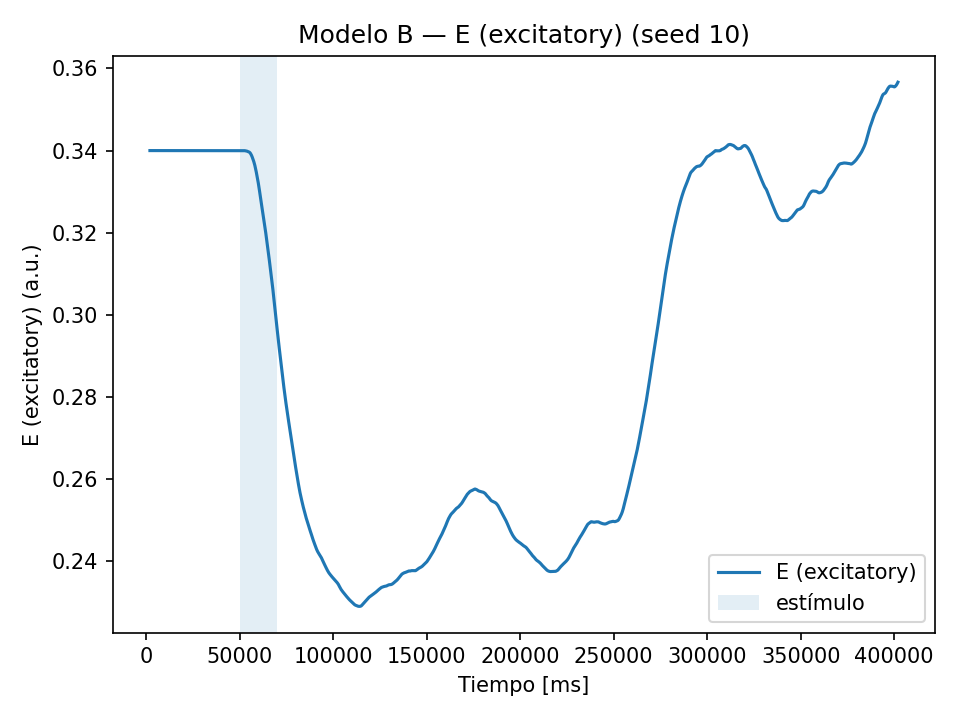 Modelo B — E (excitatory) (seed 10)
E (excitatory) (a.u.)
0.36
0.34
0.32
0.30
0.28
0.26
0.24
E (excitatory)
estímulo
0 50000 100000 150000 200000 250000 300000 350000 400000
Tiempo [ms]